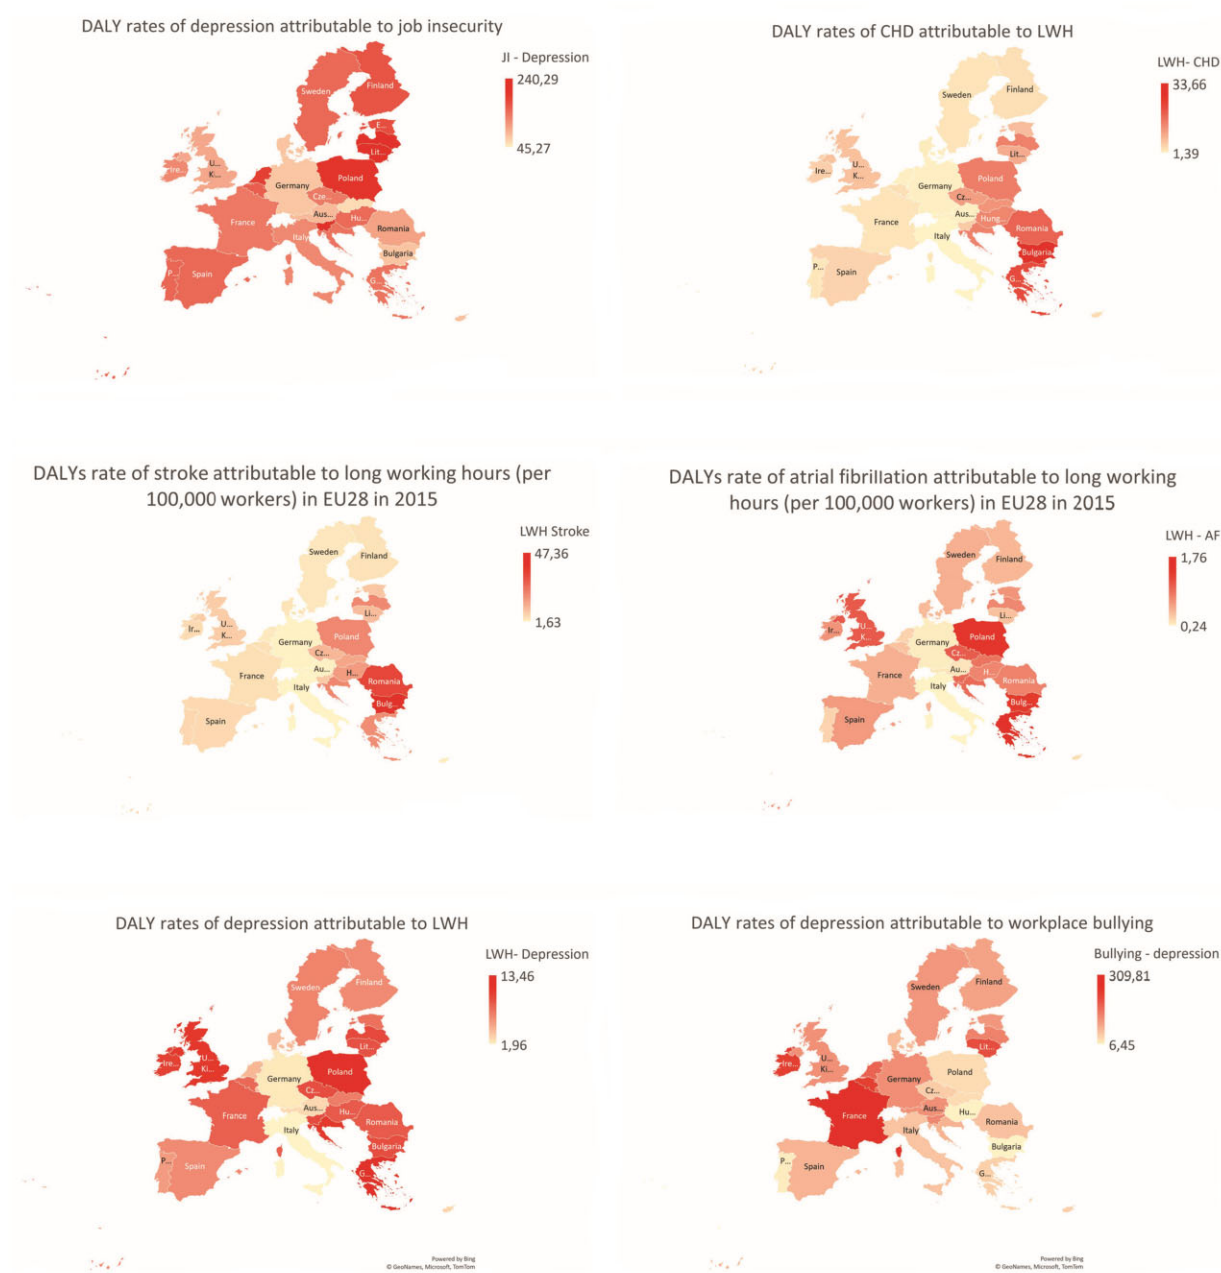 DALY rates of depression attributable to job insecurity
JI - Depression
240,29
45,27
Sweden
Finland
E...
Lit...
Ire...
U...
Ki...
Germany
Poland
Cze...
Aus...
Hu...
France
Italy
Romania
Bulgaria
P...
Spain
G...
DALY rates of CHD attributable to LWH
LWH- CHD
33,66
1,39
Sweden
Finland
Lit...
Ire...
U...
K...
Germany
Poland
Cz...
Aus...
Hung...
France
Italy
Romania
Bulgaria
P...
Spain
G...
DALYs rate of stroke attributable to long working hours (per
100,000 workers) in EU28 in 2015
LWH Stroke
47,36
1,63
Sweden
Finland
Li...
Ir...
U...
K...
Germany
Poland
Cz...
Au...
H...
France
Italy
Romania
Bulg...
Spain
DALYs rate of atrial fibrillation attributable to long working
hours (per 100,000 workers) in EU28 in 2015
LWH - AF
1,76
0,24
Sweden
Finland
Li...
Ir...
U...
K...
Germany
Poland
Cz...
Au...
H...
France
Italy
Romania
Bulg...
Spain
DALY rates of depression attributable to LWH
LWH- Depression
13,46
1,96
Sweden
Finland
Lit...
Ire...
U...
Ki...
Germany
Poland
Cz...
Aus...
Hu...
France
Italy
Romania
Bulgaria
P...
Spain
G...
Powered by Bing
© GeoNames, Microsoft, TomTom
DALY rates of depression attributable to workplace bullying
Bullying - depression
309,81
6,45
Sweden
Finland
Lit...
Ire...
U...
Ki...
Germany
Poland
Cz...
Aus...
Hu...
France
Italy
Romania
Bulgaria
P...
Spain
G...
Powered by Bing
© GeoNames, Microsoft, TomTom